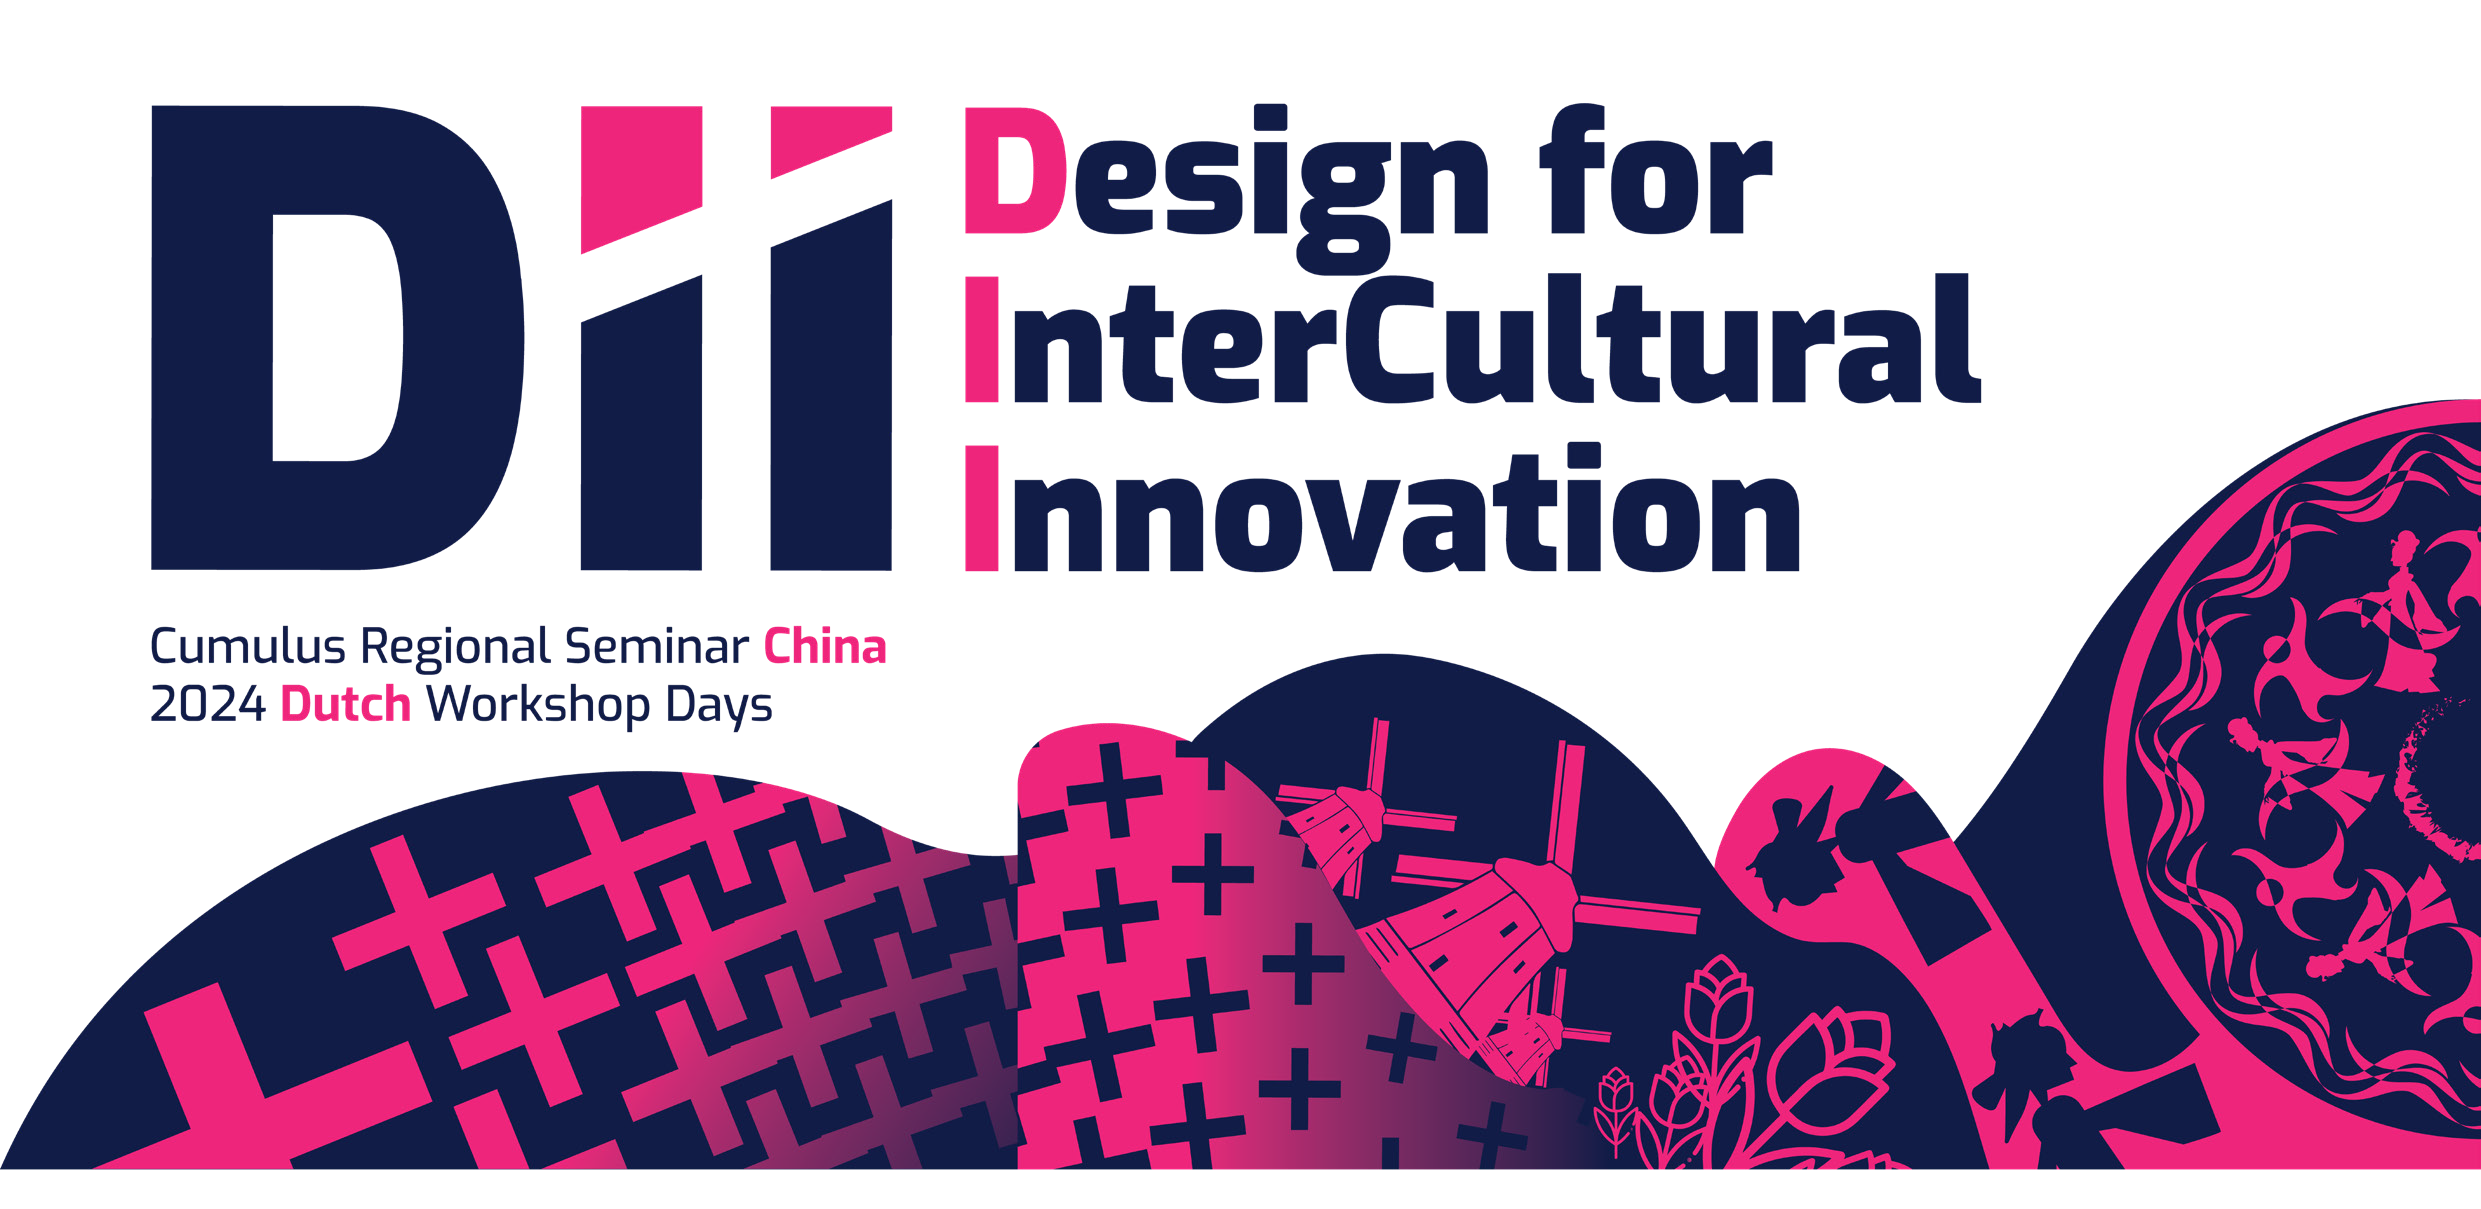 Dii
Design for
InterCultural
Innovation
Cumulus Regional Seminar China
2024 Dutch Workshop Days